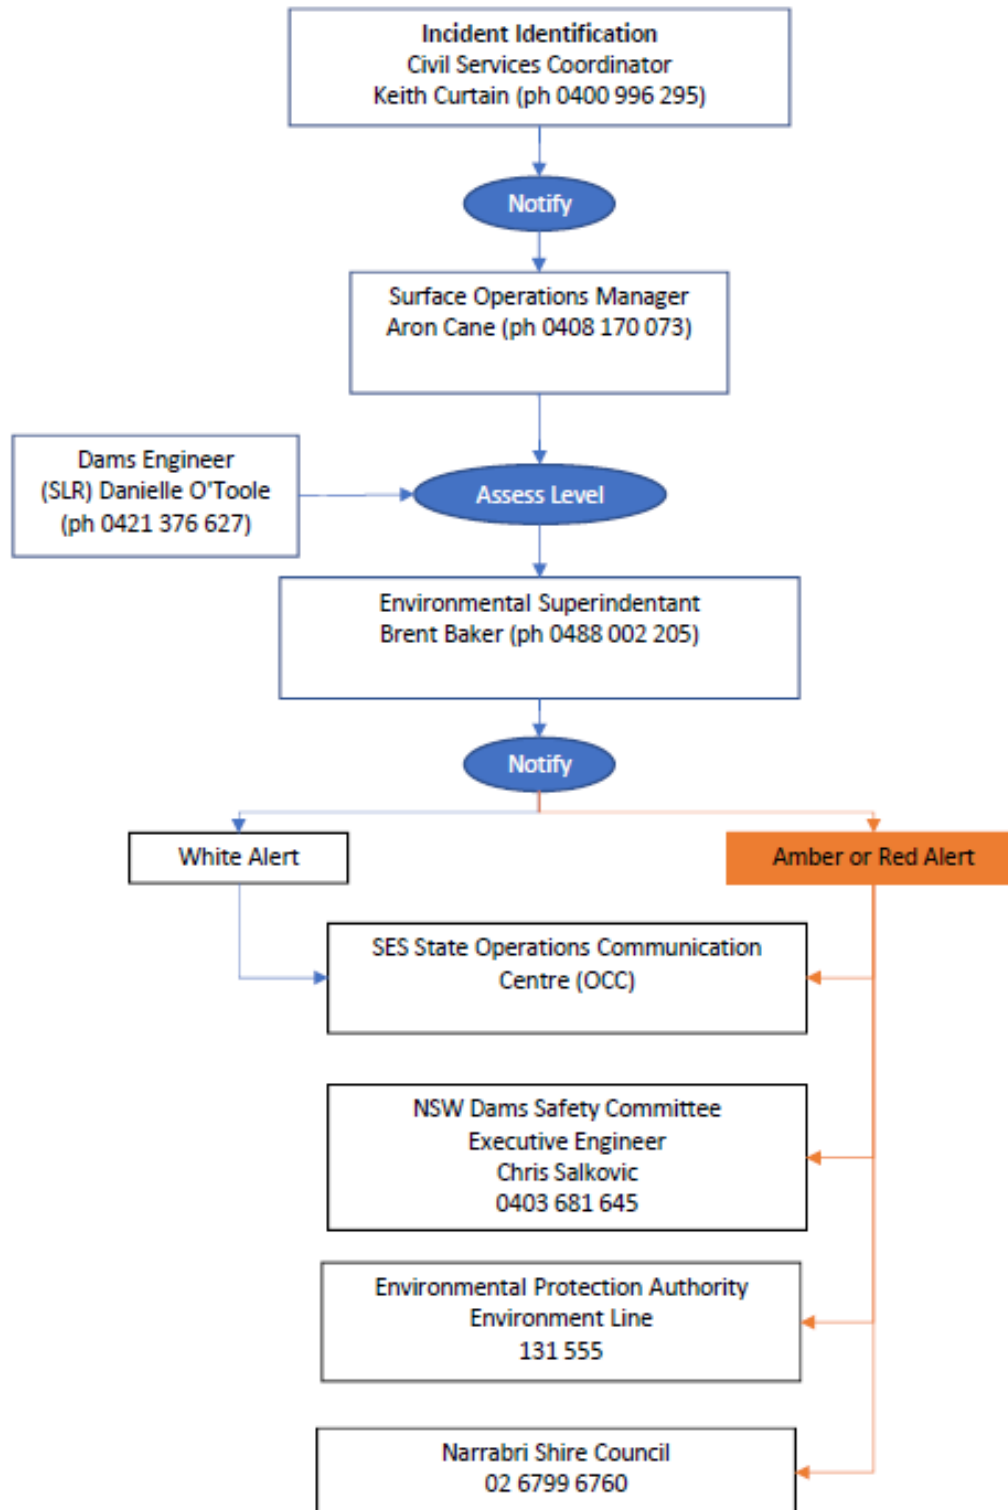 Incident Identification
Civil Services Coordinator
Keith Curtain (ph 0400 996 295)
Notify
Surface Operations Manager
Aron Cane (ph 0408 170 073)
Dams Engineer
(SLR) Danielle O'Toole
(ph 0421 376 627)
Assess Level
Environmental Superindentant
Brent Baker (ph 0488 002 205)
Notify
White Alert
Amber or Red Alert
SES State Operations Communication
Centre (OCC)
NSW Dams Safety Committee
Executive Engineer
Chris Salkovic
0403 681 645
Environmental Protection Authority
Environment Line
131 555
Narrabri Shire Council
02 6799 6760